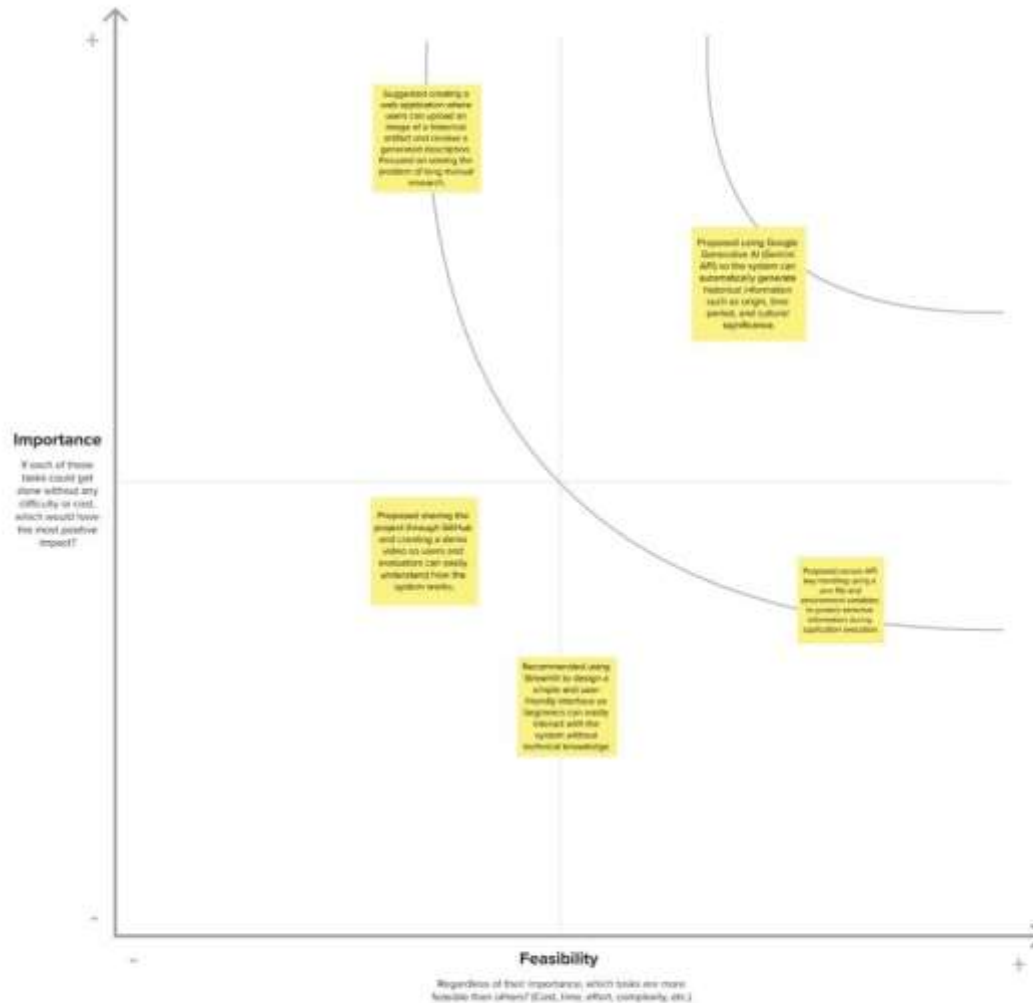 +
Suggested creating a
web application where
users can upload an
image of a historical
artifact and receive a
generated description.
Focused on solving the
problem of long manual
research.
Proposed using Google
Generative AI (Gemini
API) so the system can
automatically generate
historical information
such as origin, time
period, and cultural
significance.
Importance
If each of these
tasks could get
done without any
difficulty or cost,
which would have
the most positive
impact?
Proposed sharing the
project through GitHub
and creating a demo
video so users and
evaluators can easily
understand how the
system works.
Proposed secure API
key handling using a
.env file and
environment variables
to protect sensitive
information during
application execution
Recommended using
Streamlit to design a
simple and user
friendly interface so
beginners can easily
interact with the
system without
technical knowledge
-
-
Feasibility
+
Regardless of their importance, which tasks are more
feasible than others? (Cost, time, effort, complexity, etc.)